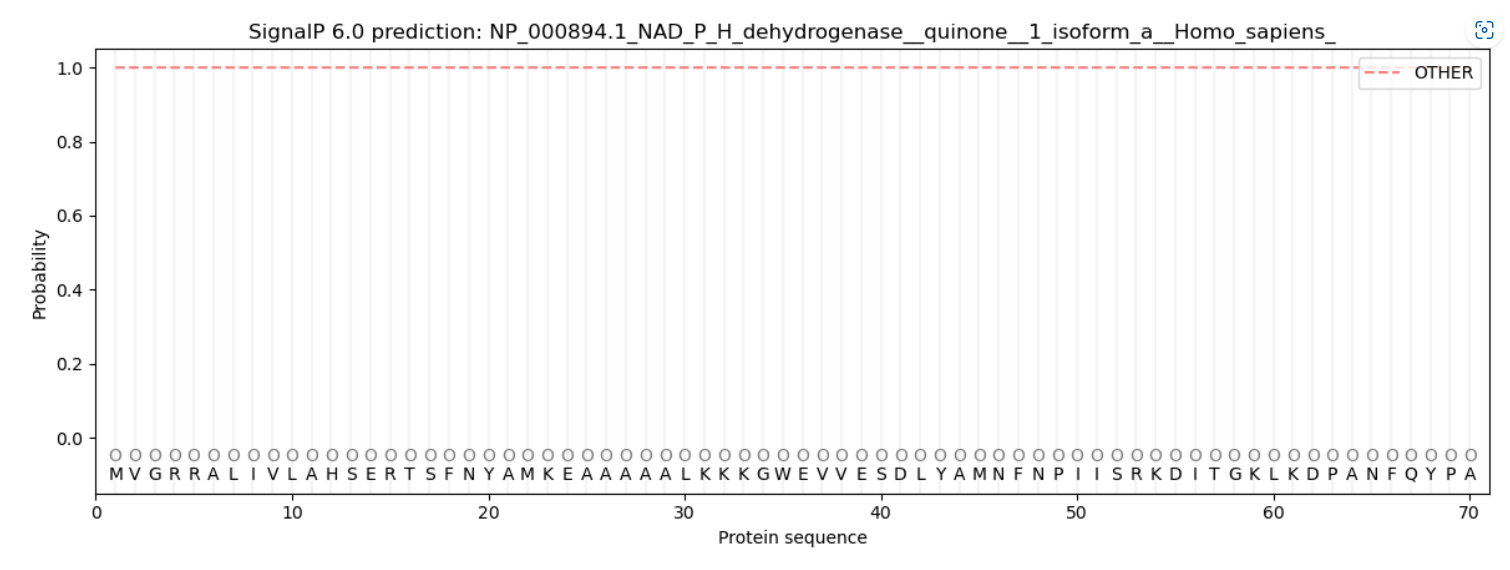 SignalP 6.0 prediction: NP_000894.1_NAD_P_H_dehydrogenase__quinone__1_isoform_a__Homo_sapiens_
OTHER
1.0
0.8
0.6
0.4
0.2
0.0
Probability
O O O O O O O O O O O O O O O O O O O O O O O O O O O O O O O O O O O O O O O O O O O O O O O O O O O O O O O O O O O O O O O O O O O O O O
M V G R R A L I V L A H S E R T S F N Y A M K E A A A A A L K K K G W E V V E S D L Y A M N F N P I I S R K D I T G K L K D P A N F Q Y P A
0 10 20 30 40 50 60 70
Protein sequence